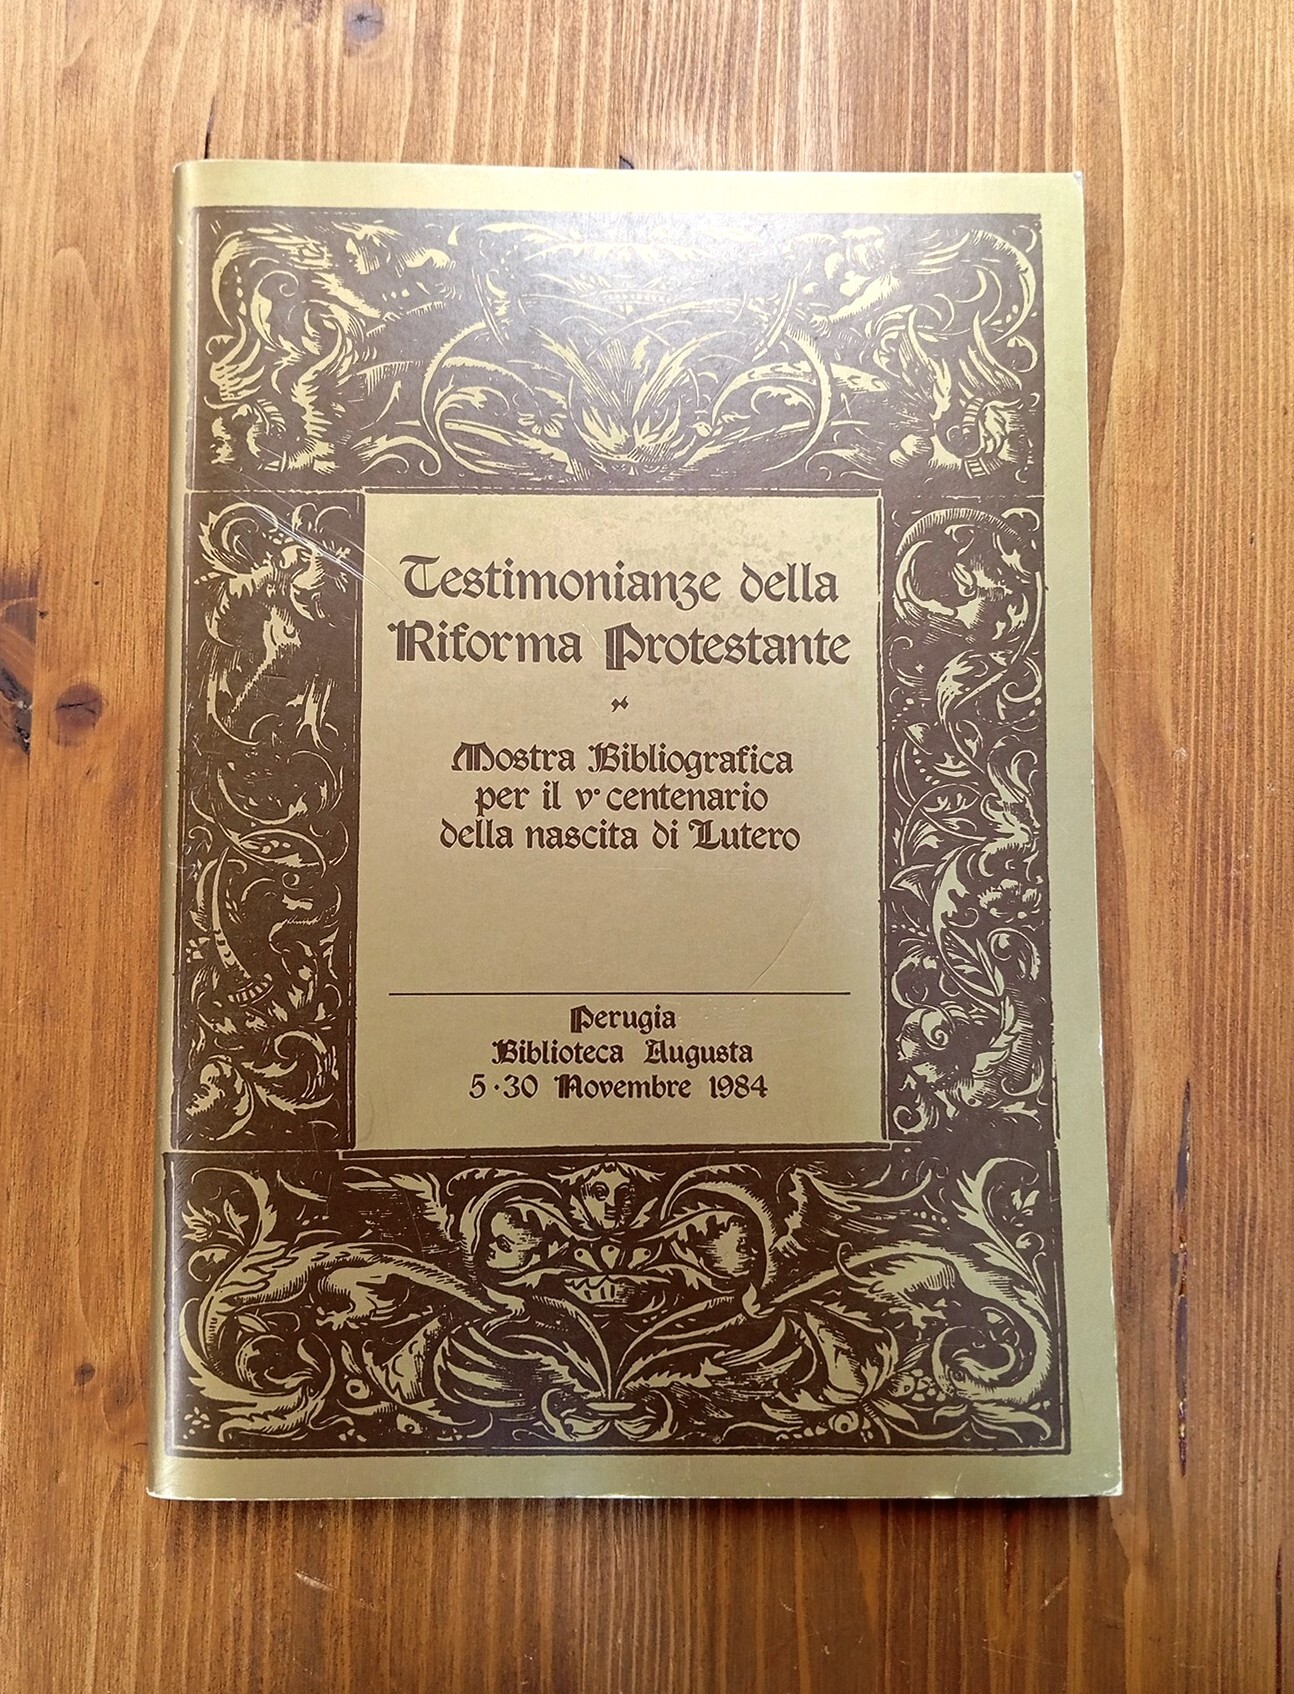 Testimonianze della
Riforma Protestante
Mostra Bibliografica
per il v° centenario
della nascita di Lutero
Perugia
Biblioteca Augusta
5·30 Novembre 1984